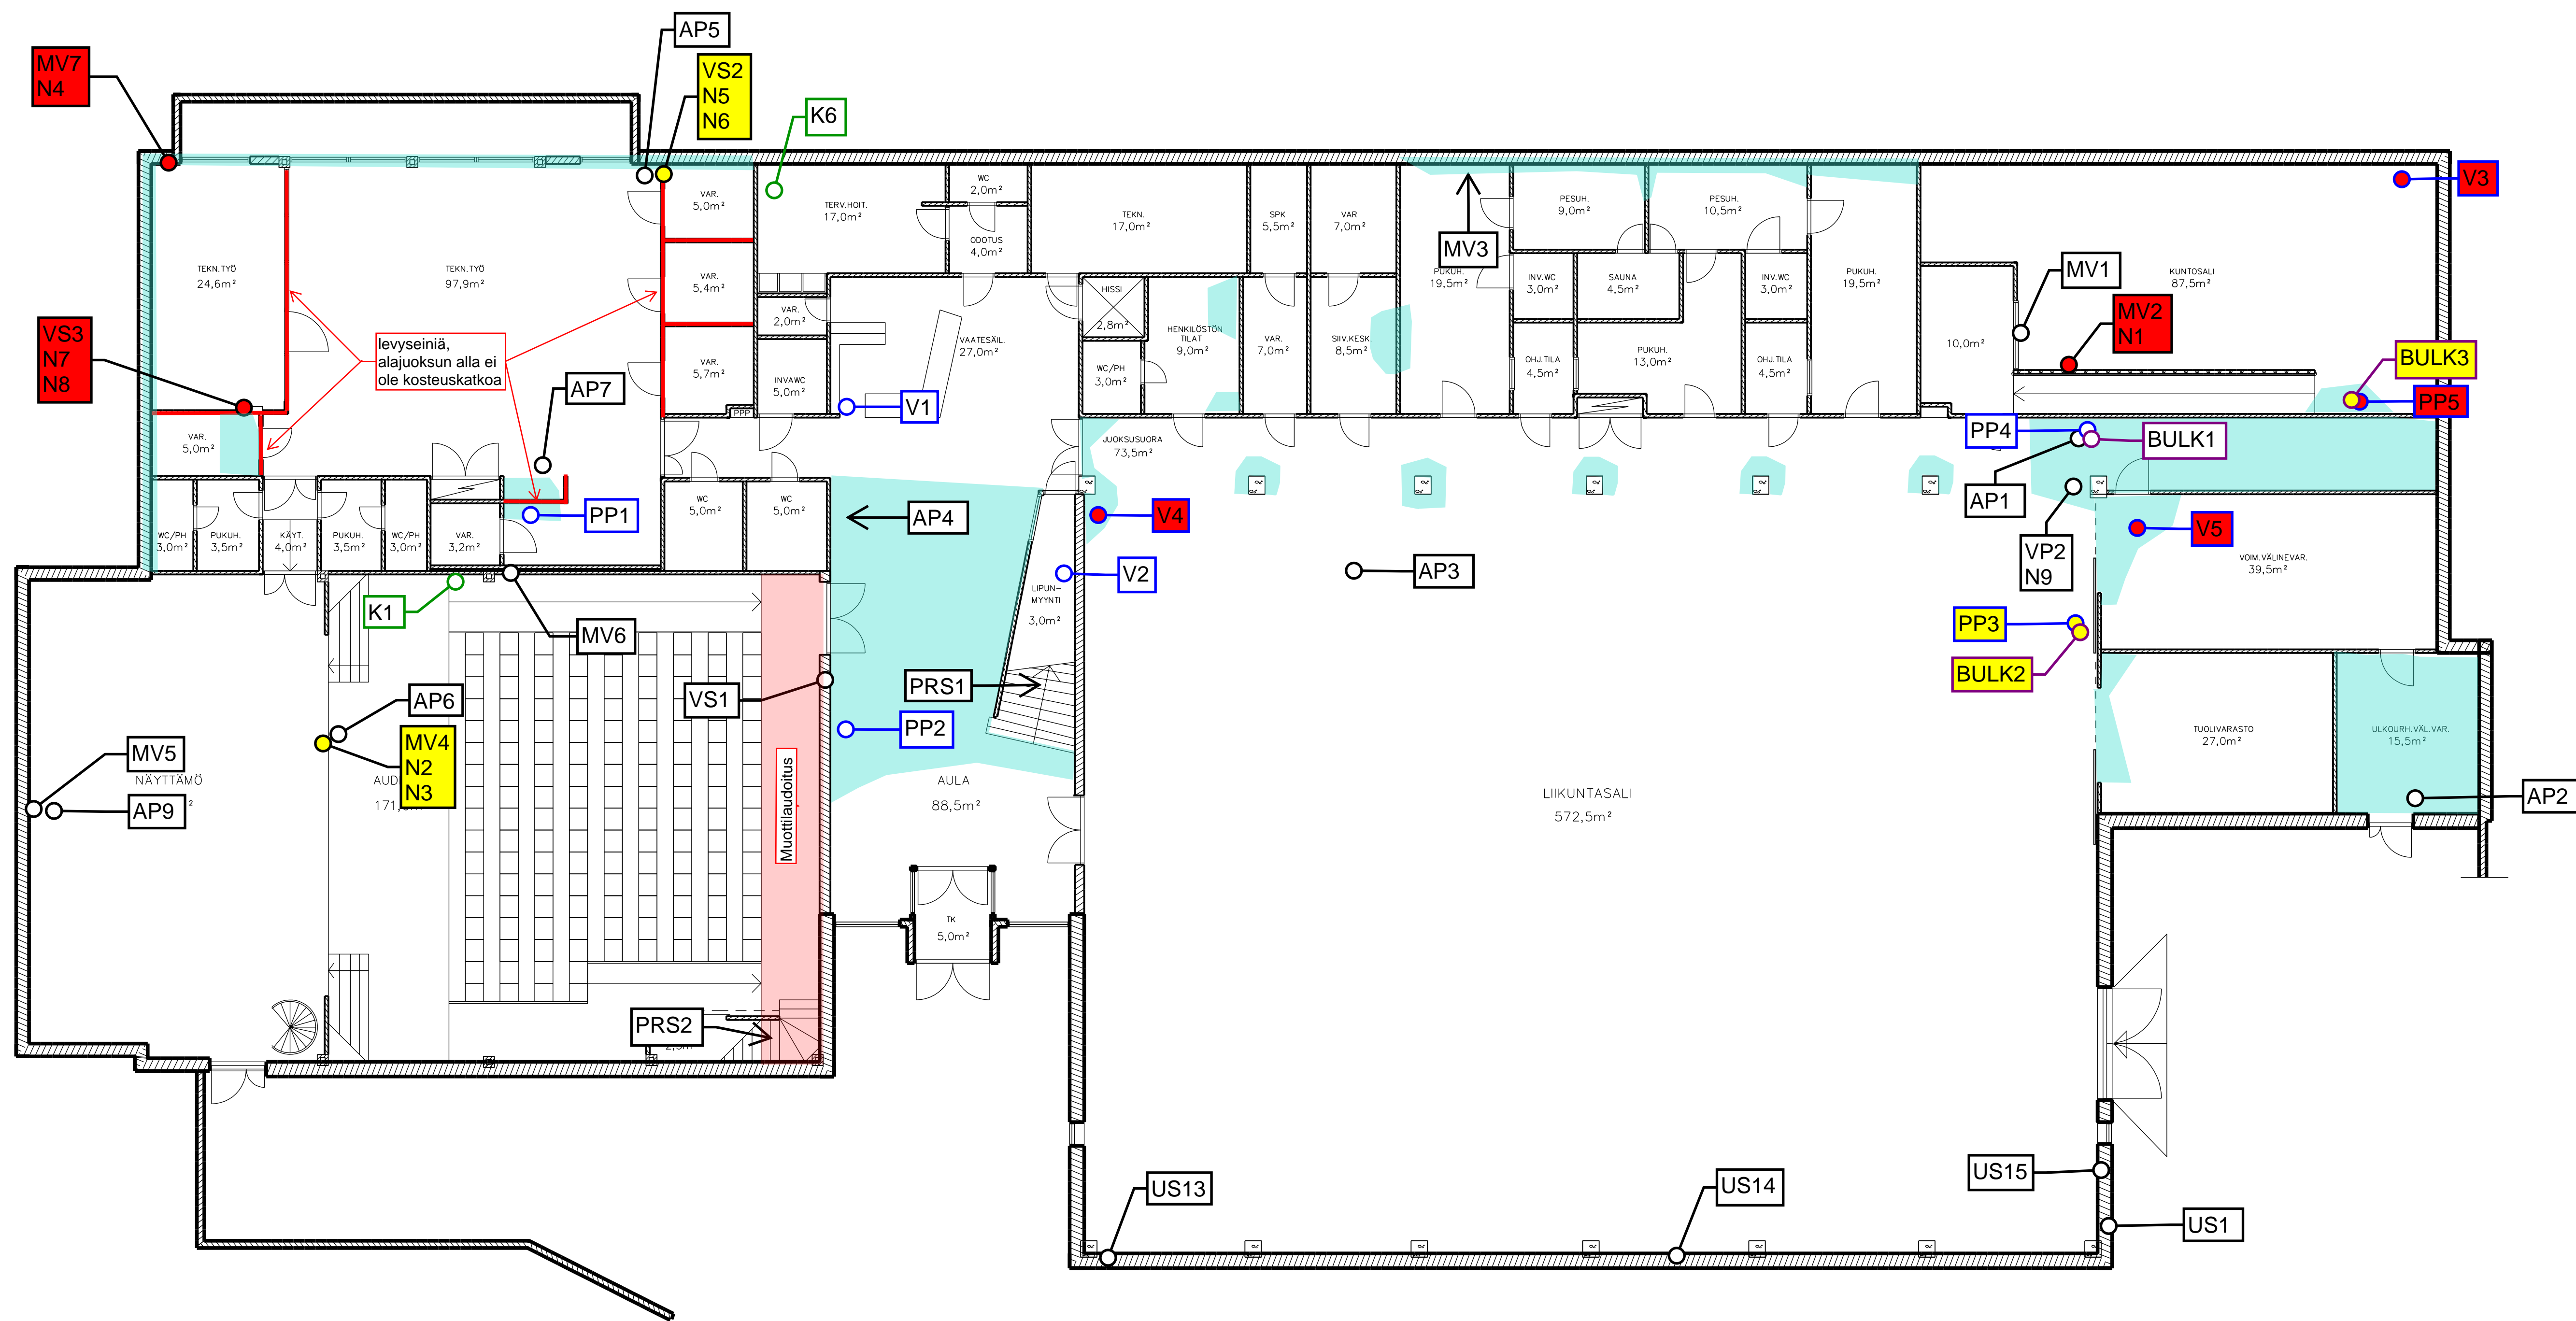 AP5
MV7
N4
VS2
N5
N6
K6
V3
VAR.
5,0m²
TERV.HOIT.
17,0m²
WC
2,0m²
ODOTUS
4,0m²
TEKN.
17,0m²
SPK
5,5m²
VAR
7,0m²
MV3
PUKUH.
19,5m²
PESUH.
9,0m²
PESUH.
10,5m²
PUKUH.
19,5m²
KUNTOSALI
87,5m²
MV1
TEKN.TYÖ
24,6m²
TEKN.TYÖ
97,9m²
VAR.
5,4m²
VAR.
2,0m²
HISSI
2,8m²
INV.WC
3,0m²
SAUNA
4,5m²
INV.WC
3,0m²
10,0m²
MV2
N1
VS3
N7
N8
levyseiniä,
alajuoksun alla ei
ole kosteuskatkoa
VAR.
5,7m²
VAATESÄIL.
27,0m²
HENKILÖSTÖN
TILAT
9,0m²
VAR.
7,0m²
SIIV.KESK.
8,5m²
OHJ.TILA
4,5m²
PUKUH.
13,0m²
OHJ.TILA
4,5m²
BULK3
PP5
AP7
INVAWC
5,0m²
WC/PH
3,0m²
PPP
V1
VAR.
5,0m²
JUOKSUSUORA
73,5m²
PP4
BULK1
AP1
WC
5,0m²
WC
5,0m²
PP1
AP4
V4
V5
WC/PH
3,0m²
PUKUH.
3,5m²
KÄYT.
4,0m²
PUKUH.
3,5m²
WC/PH
3,0m²
VAR.
3,2m²
VP2
N9
VOIM.VÄLINEVAR.
39,5m²
V2
AP3
LIPUN-
MYYNTI
3,0m²
K1
MV6
PP3
BULK2
VS1
PRS1
AP6
PP2
MV4
N2
N3
MV5
NÄYTTÄMÖ
AP9
²
AUD
171,
Muottilaudoitus
AULA
88,5m²
LIIKUNTASALI
572,5m²
TUOLIVARASTO
27,0m²
ULKOURH.VÄL.VAR.
15,5m²
AP2
TK
5,0m²
PRS2
US13
US14
US15
US1